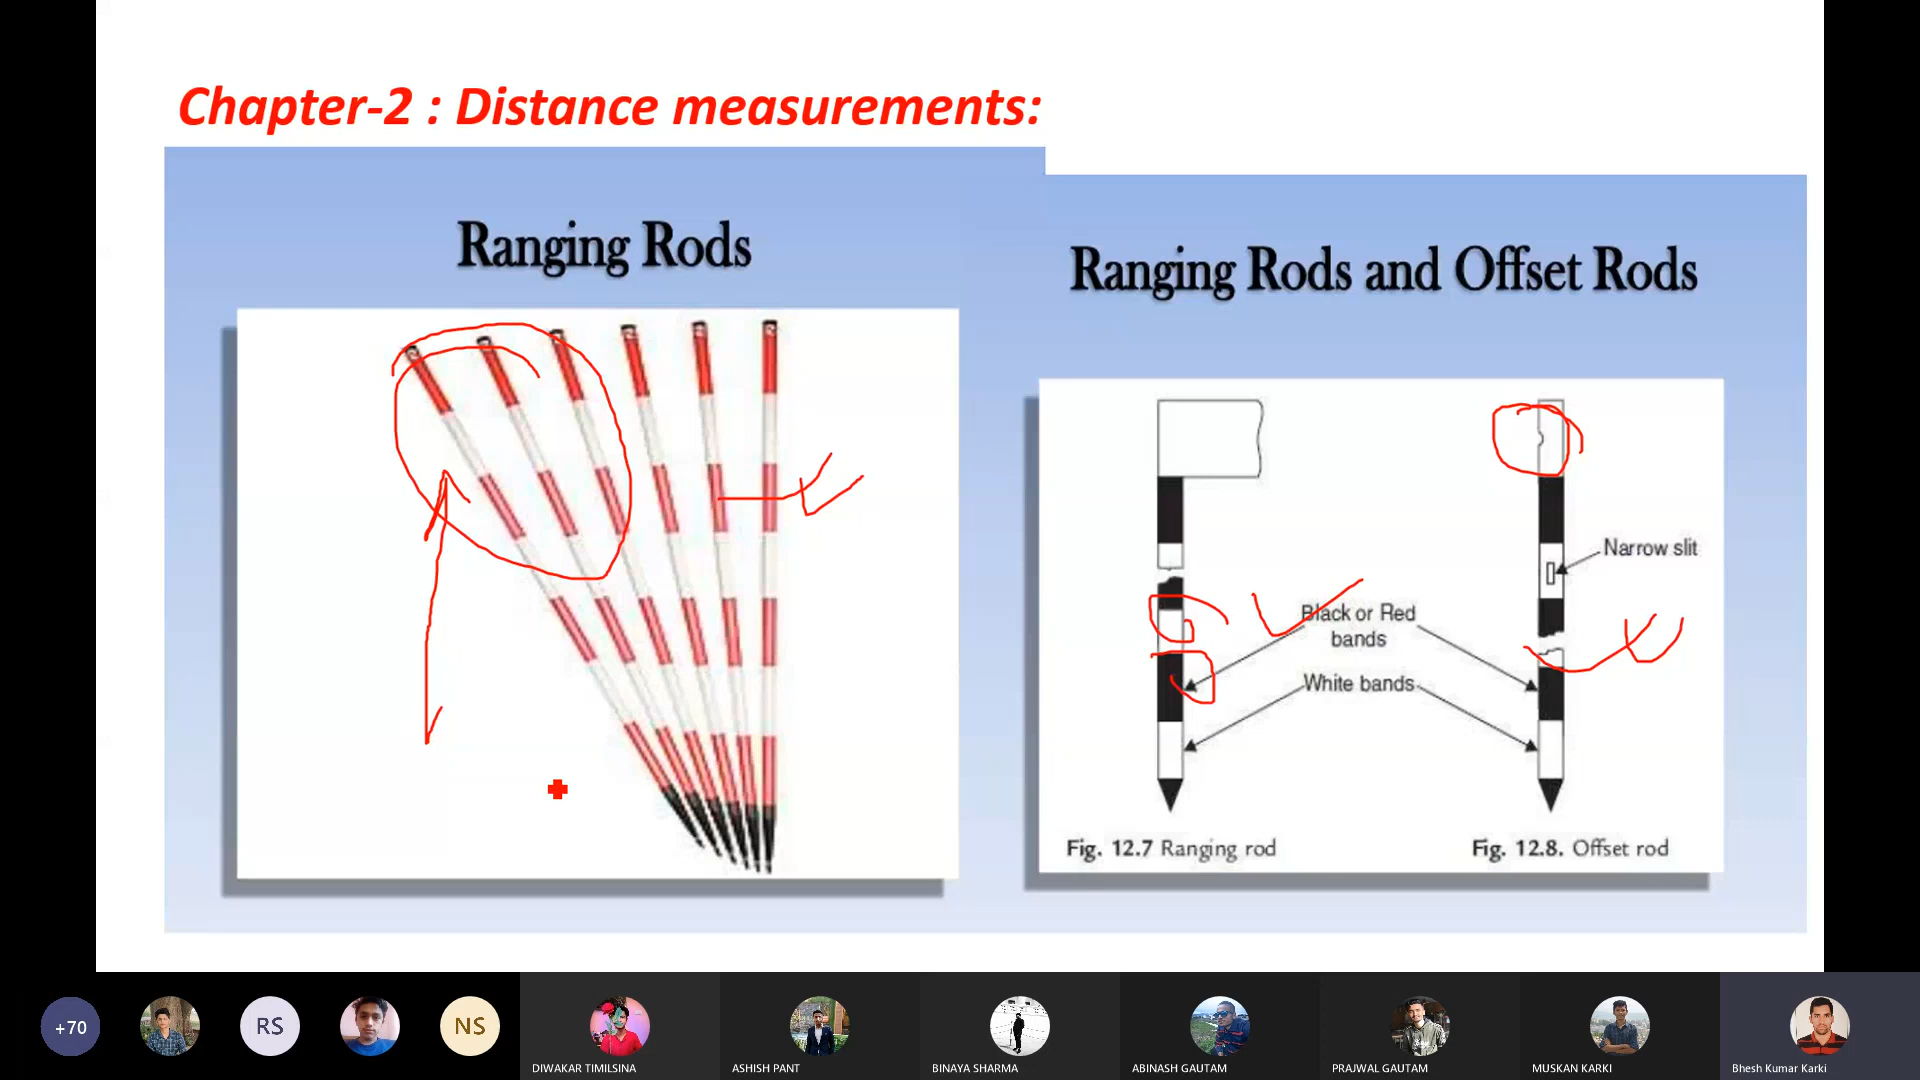 Chapter-2 : Distance measurements:
Ranging Rods
Ranging Rods and Offset Rods
Narrow slit
Black or Red
bands
White bands
Fig. 12.7 Ranging rod
Fig. 12.8. Offset rod
+70
RS
NS
DIWAKAR TIMILSINA
ASHISH PANT
BINAYA SHARMA
ABINASH GAUTAM
PRAJWAL GAUTAM
MUSKAN KARKI
Bhesh Kumar Karki